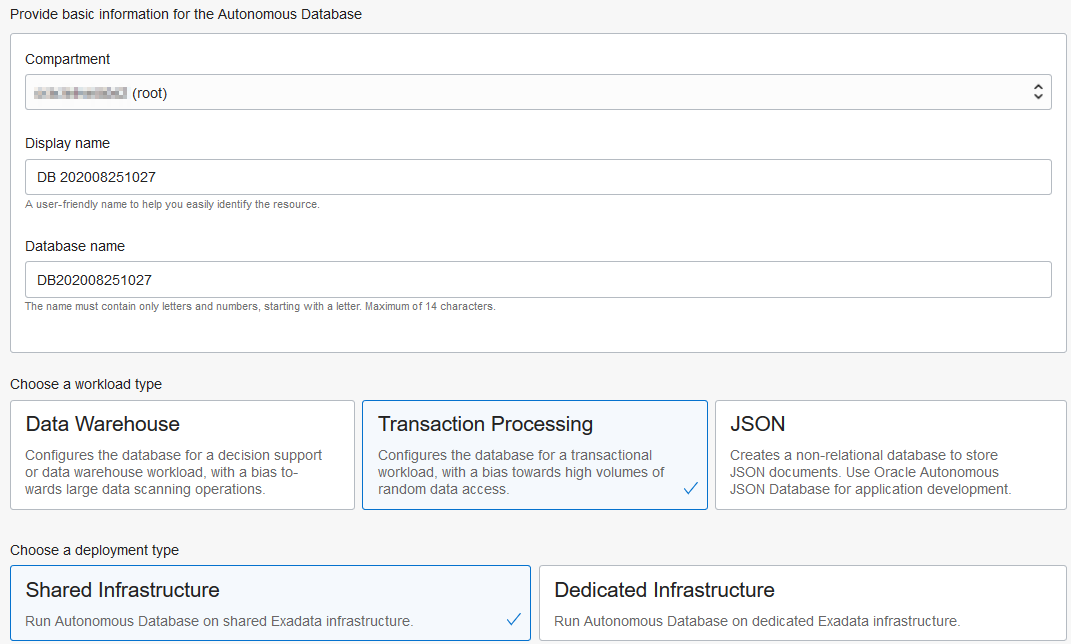 Provide basic information for the Autonomous Database
Compartment
(root)
Display name
DB 202008251027
A user-friendly name to help you easily identify the resource.
Database name
DB202008251027
The name must contain only letters and numbers, starting with a letter. Maximum of 14 characters.
Choose a workload type
Data Warehouse
Configures the database for a decision support
or data warehouse workload, with a bias to-
wards large data scanning operations.
Transaction Processing
Configures the database for a transactional
workload, with a bias towards high volumes of
random data access.
JSON
Creates a non-relational database to store
JSON documents. Use Oracle Autonomous
JSON Database for application development.
Choose a deployment type
Shared Infrastructure
Run Autonomous Database on shared Exadata infrastructure.
Dedicated Infrastructure
Run Autonomous Database on dedicated Exadata infrastructure.